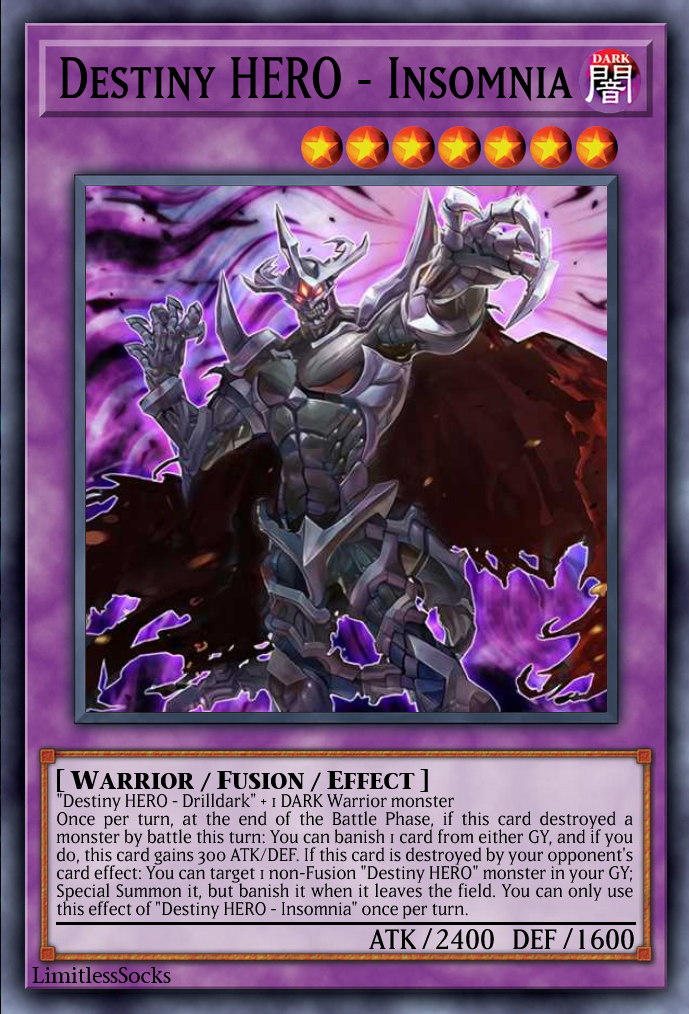 Destiny HERO - Insomnia
DARK
闇
[ Warrior / Fusion / Effect ]
"Destiny HERO - Drilldark" + 1 DARK Warrior monster
Once per turn, at the end of the Battle Phase, if this card destroyed a
monster by battle this turn: You can banish 1 card from either GY, and if you
do, this card gains 300 ATK/DEF. If this card is destroyed by your opponent's
card effect: You can target 1 non-Fusion "Destiny HERO" monster in your GY;
Special Summon it, but banish it when it leaves the field. You can only use
this effect of "Destiny HERO - Insomnia" once per turn.
ATK / 2400 DEF / 1600
LimitlessSocks